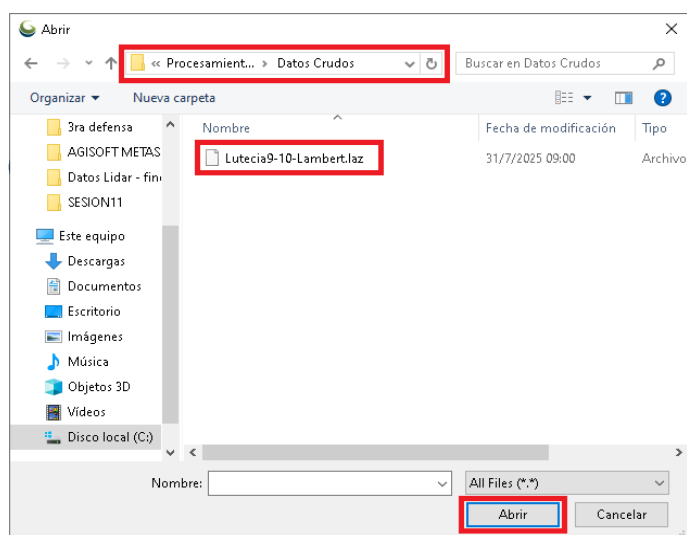 Abrir
« Procesamient... > Datos Crudos
Buscar en Datos Crudos
Organizar
Nueva carpeta
Nombre
Fecha de modificación
Tipo
3ra defensa
AGISOFT METAS
Datos Lidar - fin
SESION11
Este equipo
Descargas
Documentos
Escritorio
Imágenes
Música
Objetos 3D
Vídeos
Disco local (C:)
Lutecia9-10-Lambert.laz
31/7/2025 09:00
Archivo
Nombre:
All Files (*.*)
Abrir
Cancelar